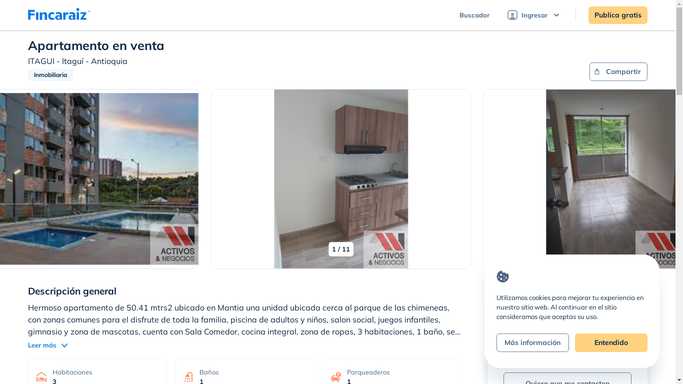 Fincaraiz
Buscador
Ingresar
Publica gratis
Apartamento en venta
ITAGUI - Itaguí - Antioquia
Inmobiliaria
Compartir
ACTIVOS
& NEGOCIOS
1 / 11
ACTIVOS
& NEGOCIOS
ACTIVOS
& NEGOCIOS
Descripción general
Hermoso apartamento de 50.41 mtrs2 ubicado en Mantia una unidad ubicada cerca al parque de las chimeneas,
con zonas comunes para el disfrute de toda la familia, piscina de adultos y niños, salon social, juegos infantiles,
gimnasio y zona de mascotas, cuenta con Sala Comedor, cocina integral, zona de ropas, 3 habitaciones, 1 baño, se...
Leer más
Habitaciones
3
Baños
1
Parqueaderos
1
Utilizamos cookies para mejorar tu experiencia en
nuestro sitio web. Al continuar en el sitio
consideramos que aceptas su uso.
Más información
Entendido
Quiero que me contacten